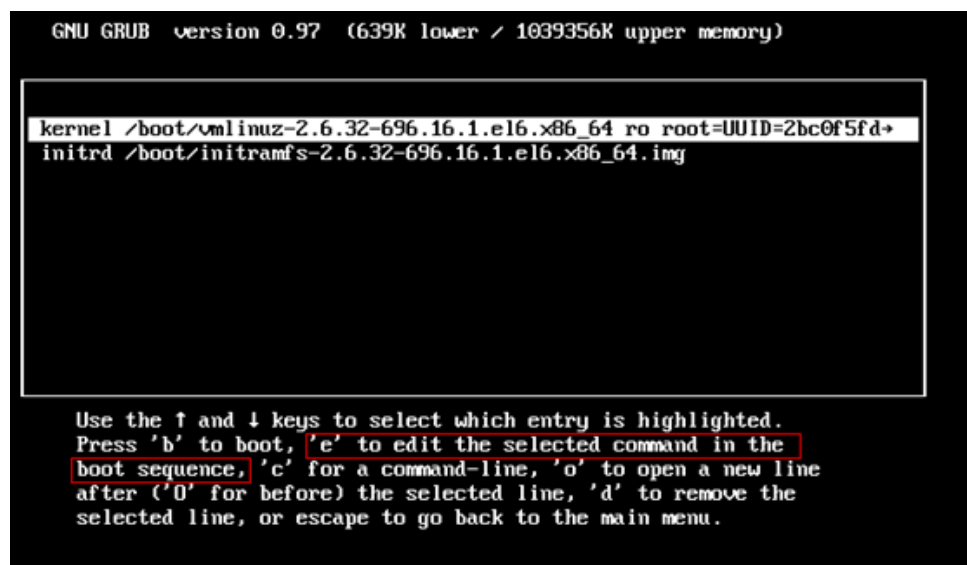 GNU GRUB  version 0.97  (639K lower / 1039356K upper memory)
kernel /boot/vmlinuz-2.6.32-696.16.1.el6.x86_64 ro root=UUID=2bc0f5fd→
initrd /boot/initramfs-2.6.32-696.16.1.el6.x86_64.img
Use the ↑ and ↓ keys to select which entry is highlighted.
Press 'b' to boot, 'e' to edit the selected command in the
boot sequence, 'c' for a command-line, 'o' to open a new line
after ('O' for before) the selected line, 'd' to remove the
selected line, or escape to go back to the main menu.